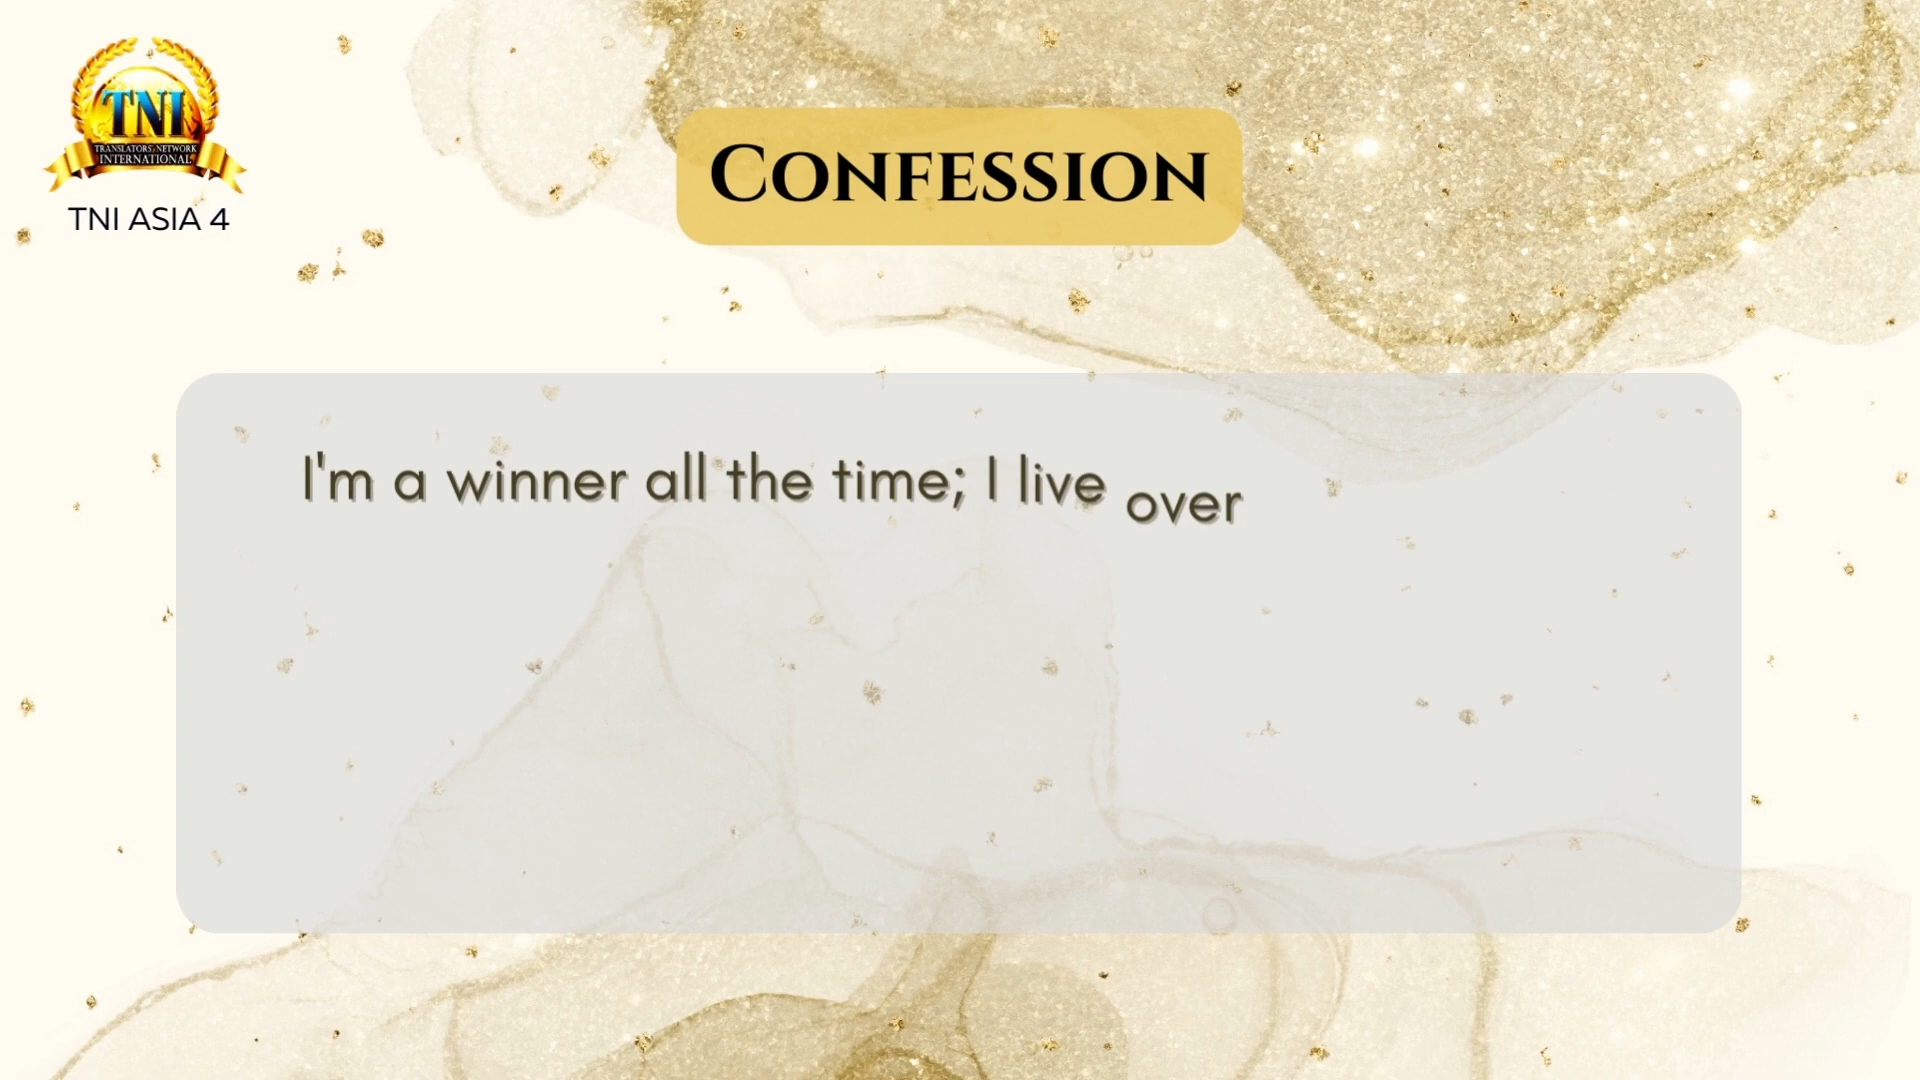 TNI
TRANSLATORS NETWORK
INTERNATIONAL
TNI ASIA 4
CONFESSION
I'm a winner all the time; I live over